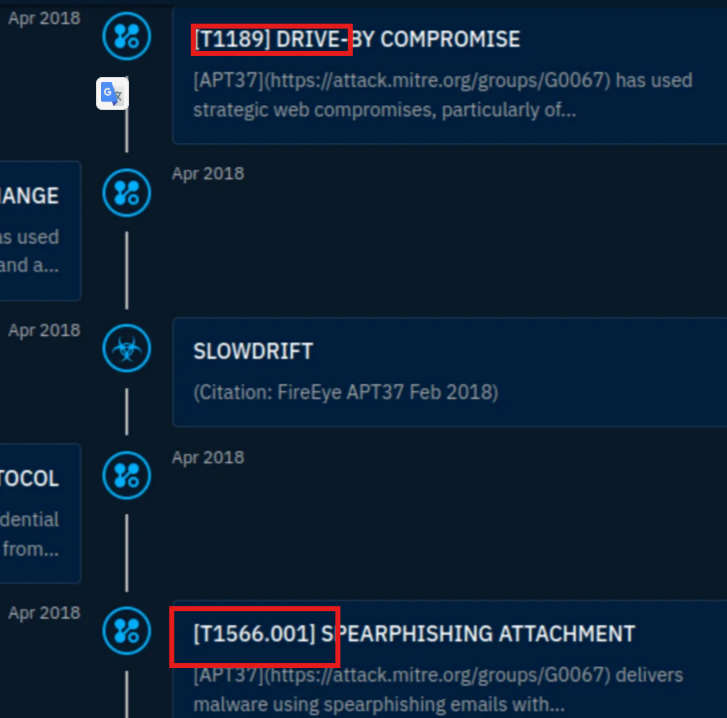 Apr 2018
[T1189] DRIVE-BY COMPROMISE
[APT37](https://attack.mitre.org/groups/G0067) has used
strategic web compromises, particularly of...
G 文
Apr 2018
ANGE
as used
and a...
Apr 2018
SLOWDRIFT
(Citation: FireEye APT37 Feb 2018)
Apr 2018
TOCOL
dential
from...
Apr 2018
[T1566.001] SPEARPHISHING ATTACHMENT
[APT37](https://attack.mitre.org/groups/G0067) delivers
malware using spearphishing emails with...